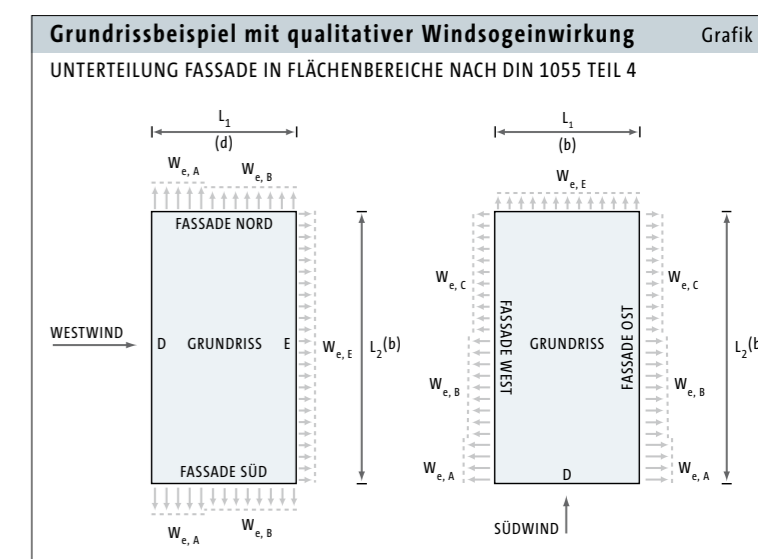 Grundrissbeispiel mit qualitativer Windsogeinwirkung Grafik
UNTERTEILUNG FASSADE IN FLÄCHENBEREICHE NACH DIN 1055 TEIL 4
L1
(d)
We, A
We, B
FASSADE NORD
WESTWIND
D
GRUNDRISS
E
We, E
L2(b)
FASSADE SÜD
We, A
We, B
L1
(b)
We, E
We, C
We, C
FASSADE WEST
GRUNDRISS
FASSADE OST
L2(b
We, B
We, B
We, A
We, A
D
SÜDWIND